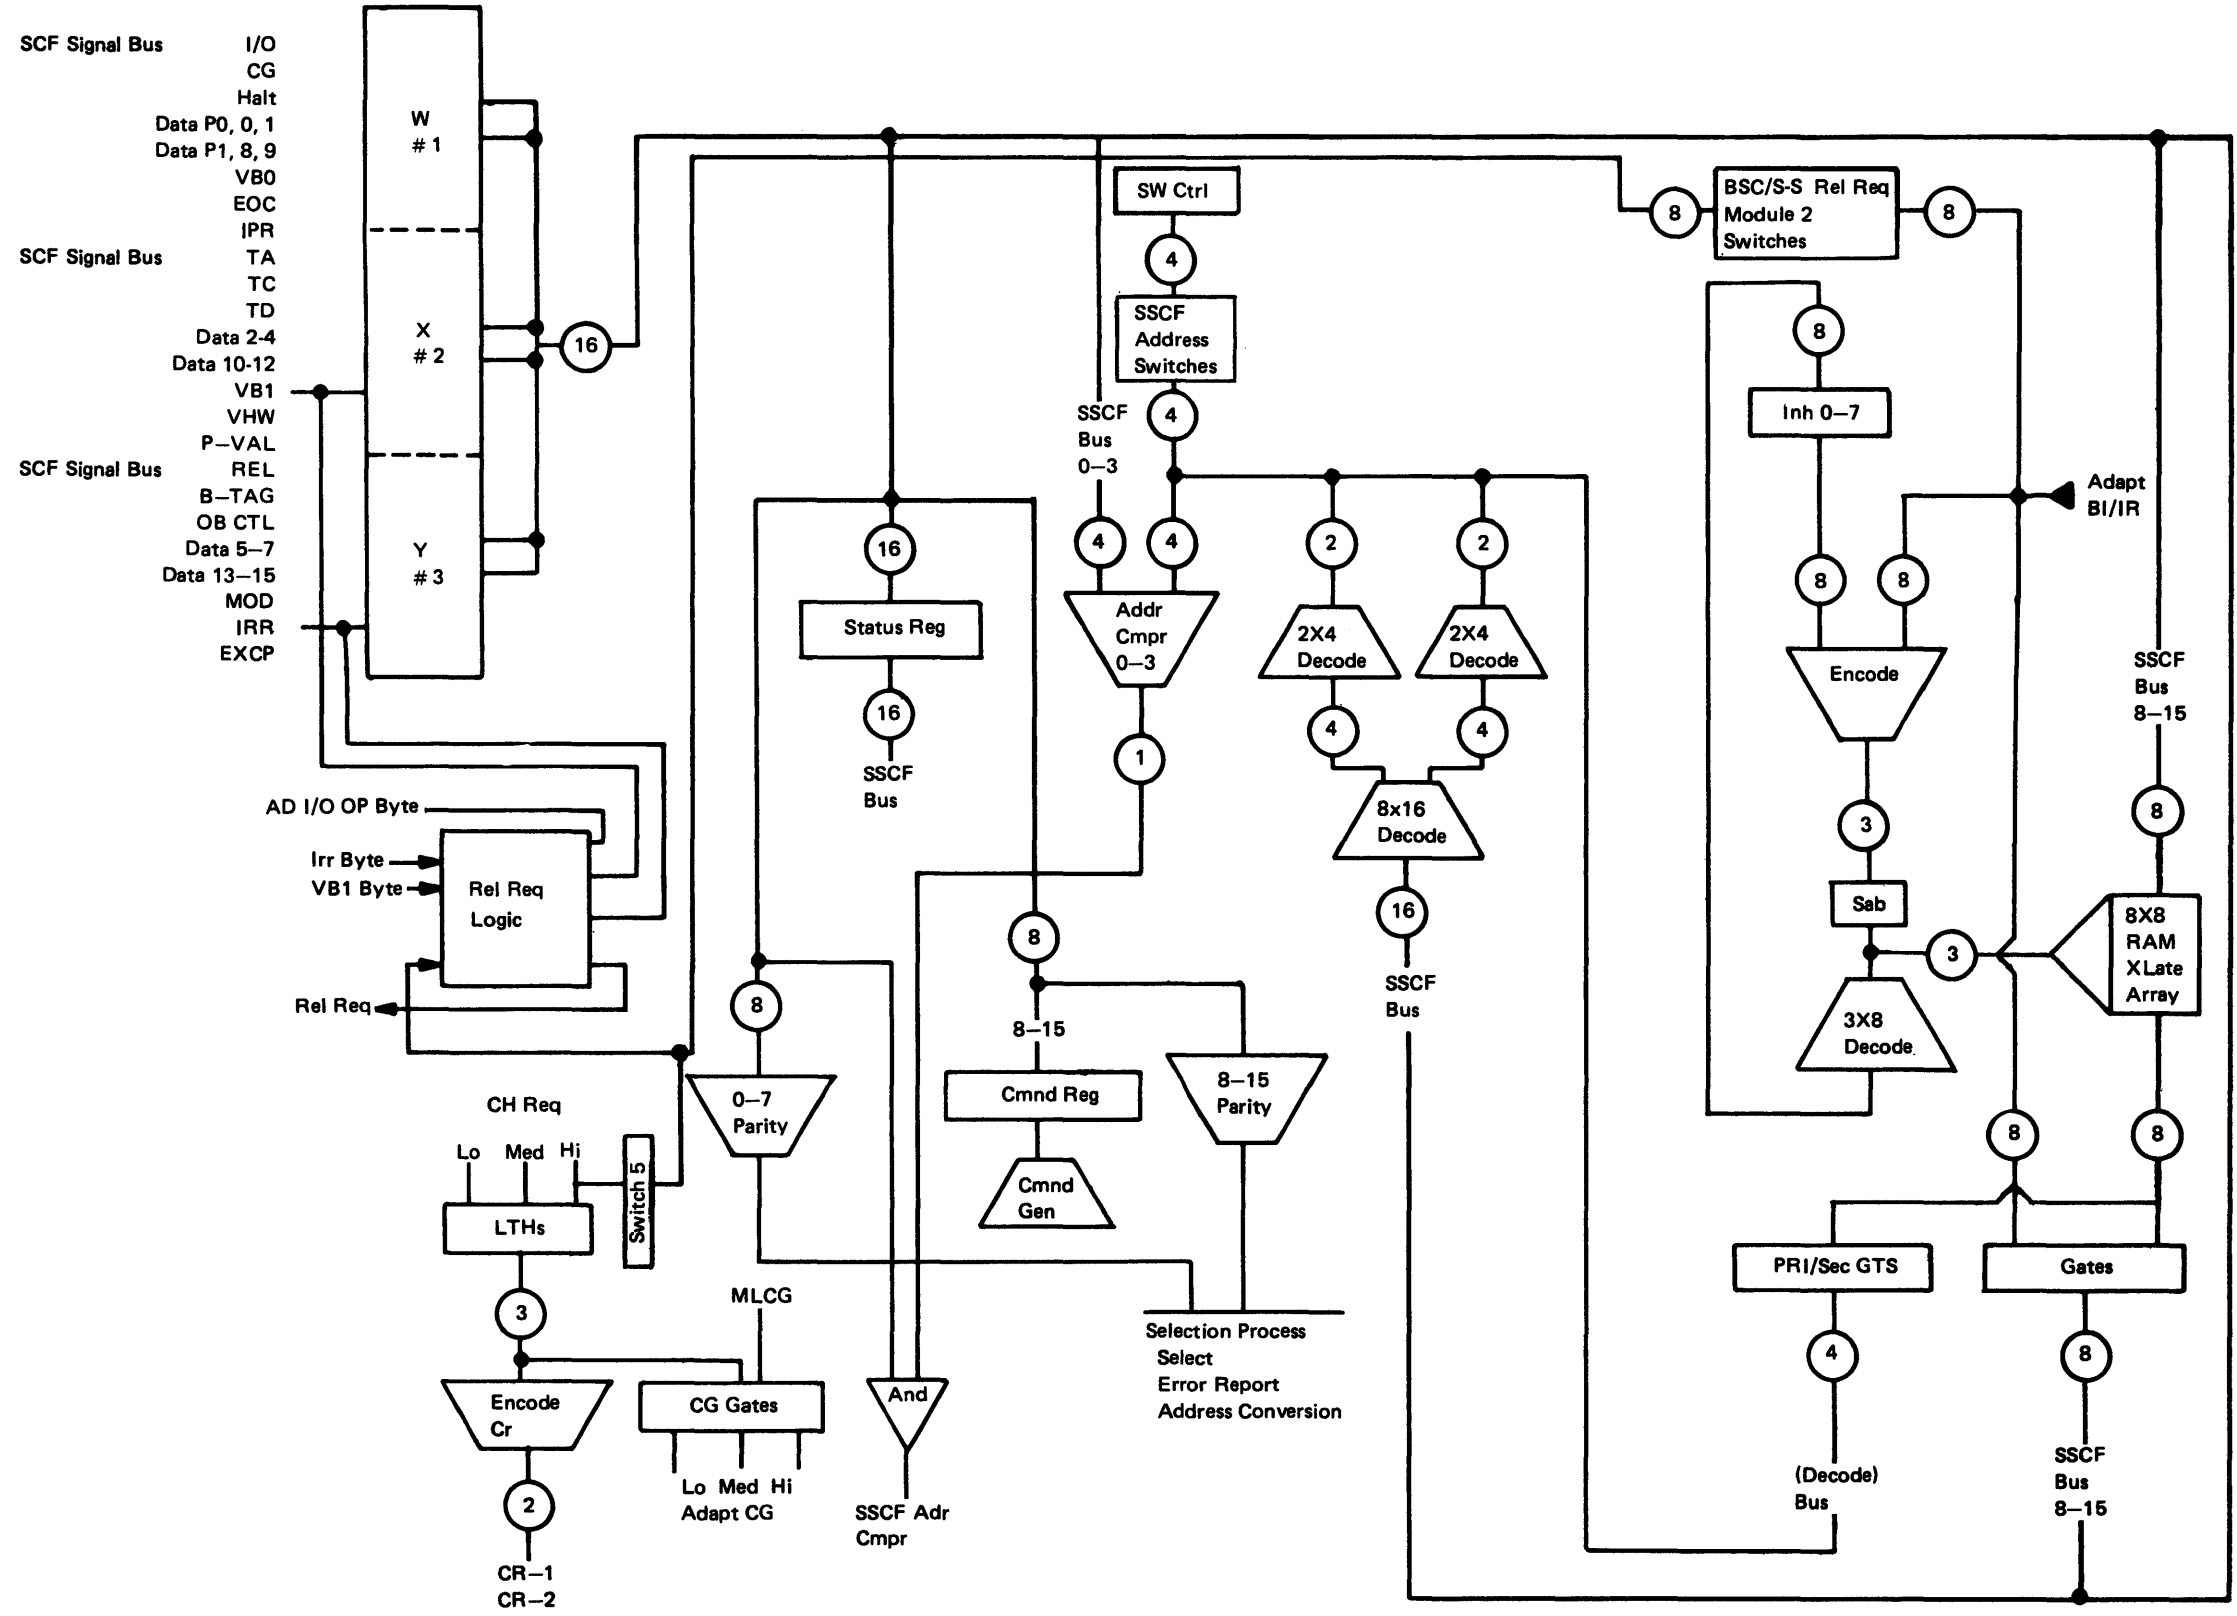 SCF Signal Bus I/O
CG
Halt
Data P0, 0, 1
Data P1, 8, 9
VB0
EOC
IPR
SCF Signal Bus TA
TC
TD
Data 2-4
Data 10-12
VB1
VHW
P–VAL
SCF Signal Bus REL
B–TAG
OB CTL
Data 5–7
Data 13–15
MOD
IRR
EXCP
W
#1
X
#2
Y
#3
16
AD I/O OP Byte
Irr Byte
VB1 Byte
Rel Req
Logic
Rel Req
CH Req
Lo Med Hi
Switch 5
LTHs
3
Encode
Cr
2
CR–1
CR–2
MLCG
CG Gates
Lo Med Hi
Adapt CG
16
Status Reg
16
SSCF
Bus
8
0–7
Parity
And
SSCF Adr
Cmpr
8
8–15
Cmnd Reg
Cmnd
Gen
8–15
Parity
Selection Process
Select
Error Report
Address Conversion
SW Ctrl
4
SSCF
Address
Switches
4
SSCF
Bus
0–3
4
4
Addr
Cmpr
0–3
1
2
2
2X4
Decode
2X4
Decode
4
4
8x16
Decode
16
SSCF
Bus
8
BSC/S-S Rel Req
Module 2
Switches
8
8
Inh 0–7
Adapt
BI/IR
8
8
Encode
3
Sab
3
3X8
Decode
SSCF
Bus
8–15
8
8X8
RAM
XLate
Array
8
8
PRI/Sec GTS
Gates
4
8
(Decode)
Bus
SSCF
Bus
8–15